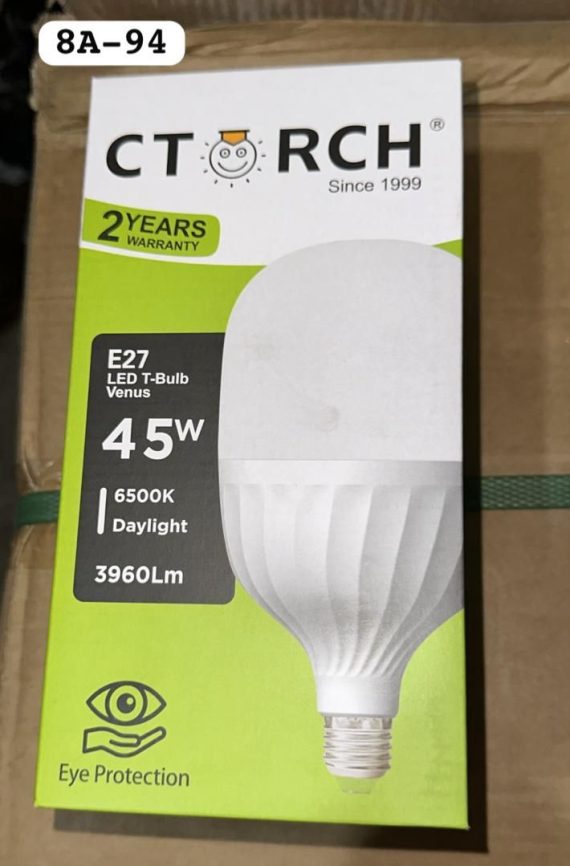 8A-94
CTORCH®
Since 1999
2 YEARS
WARRANTY
E27
LED T-Bulb
Venus
45W
6500K
Daylight
3960Lm
Eye Protection